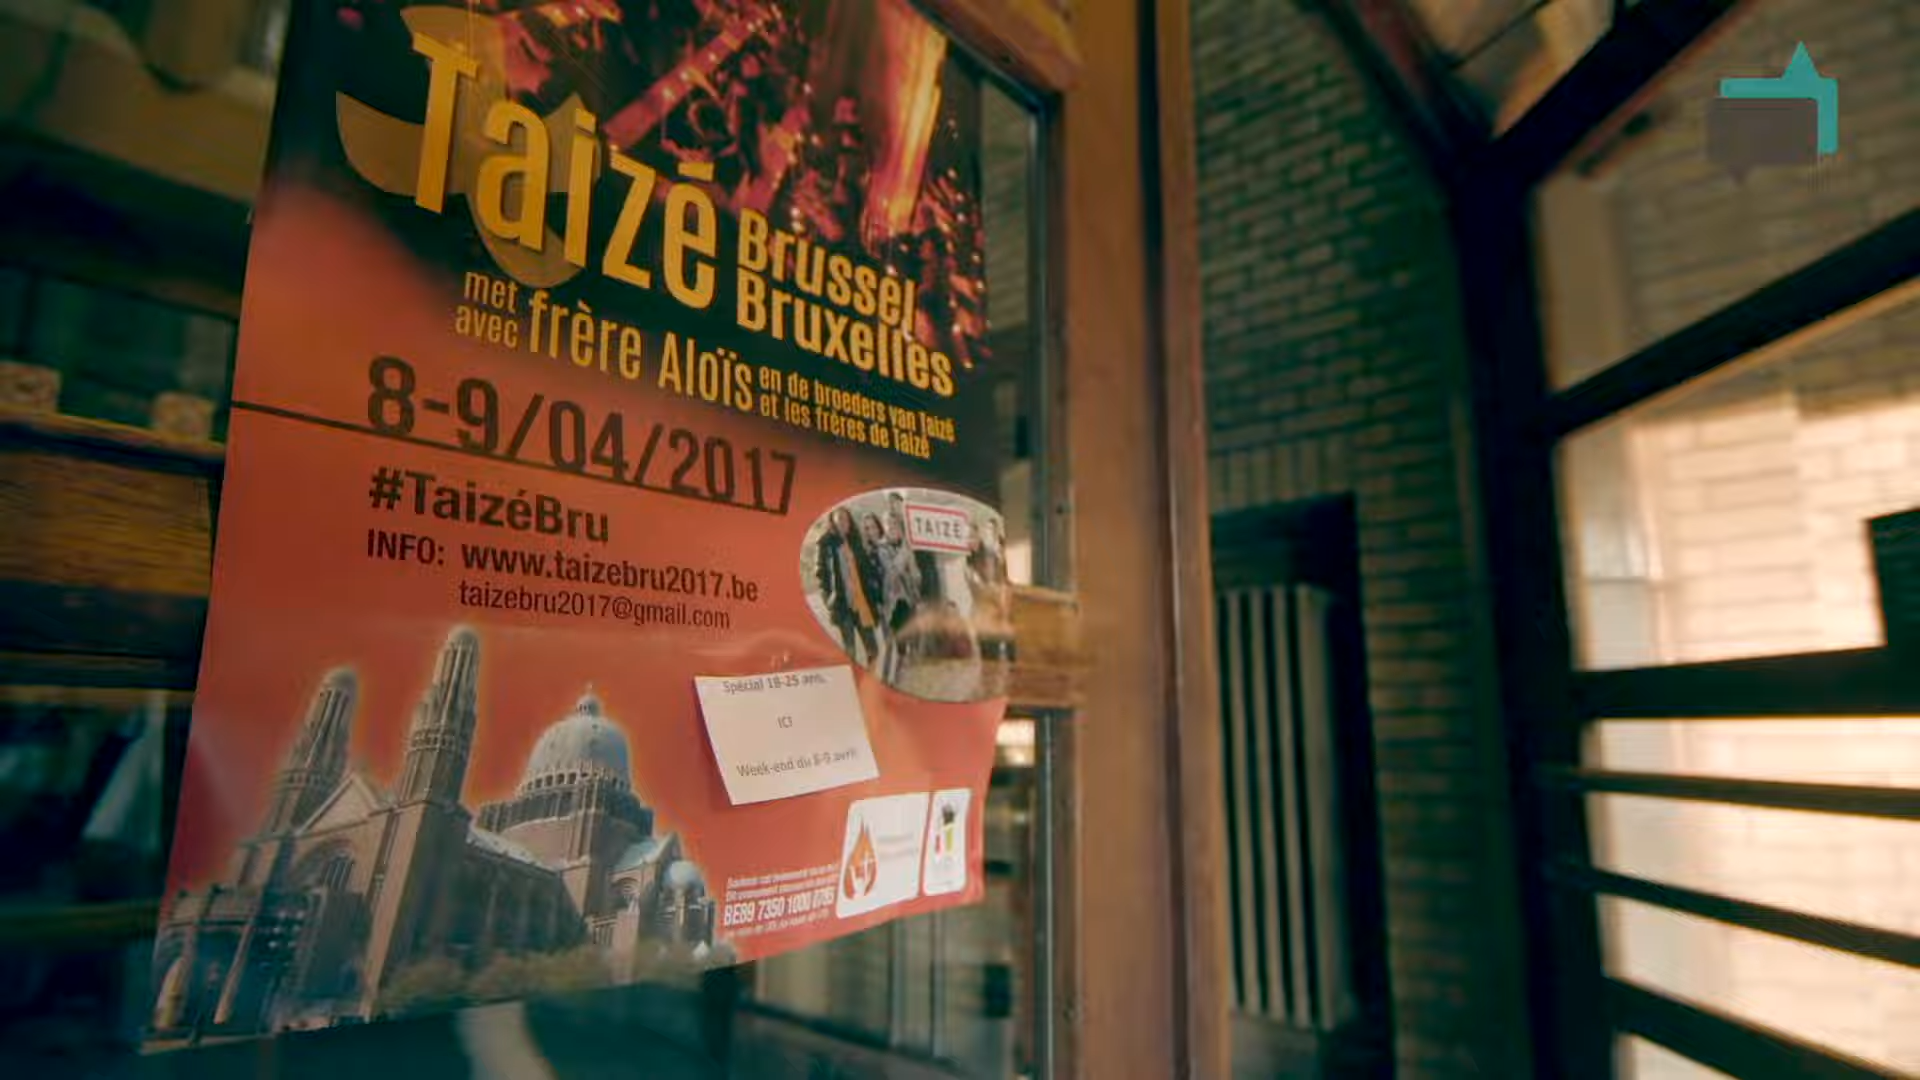 Taizé
Brussel
Bruxelles
met
avec
frère Aloïs
en de broeders van Taizé
et les frères de Taizé
8-9/04/2017
#TaizéBru
INFO: www.taizebru2017.be
taizebru2017@gmail.com
TAIZÉ
Spécial 18-25 ans,
ICI
Week-end du 8-9 avril!
BE89 7350 1000 0785